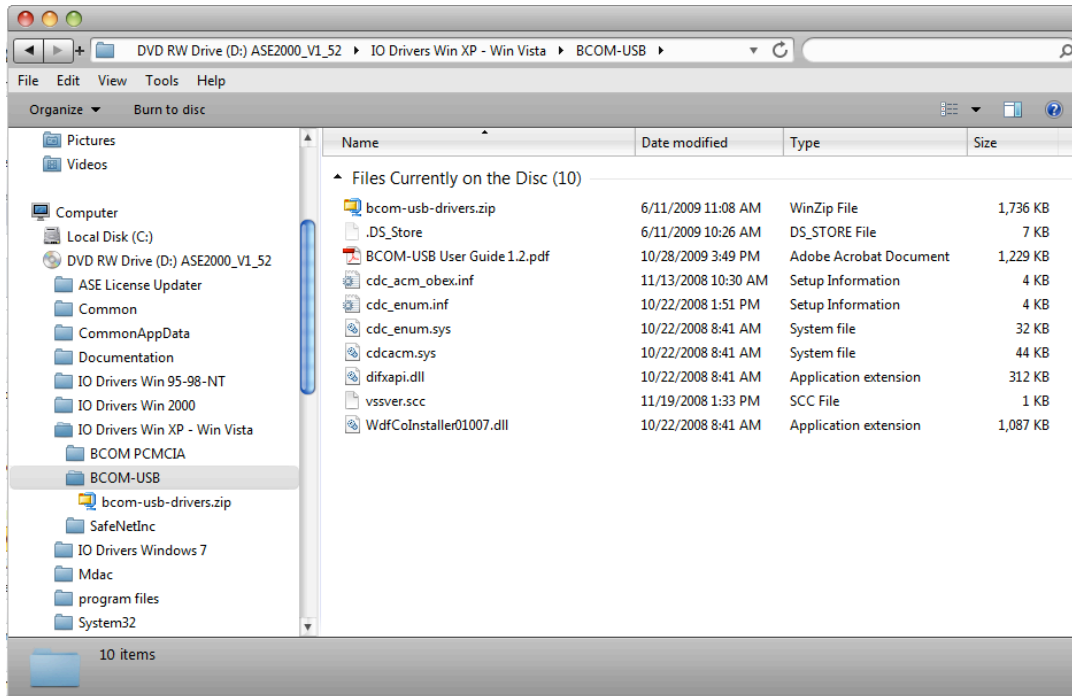 DVD RW Drive (D:) ASE2000_V1_52 IO Drivers Win XP - Win Vista BCOM-USB
File Edit View Tools Help
Organize Burn to disc
Pictures
Videos
Computer
Local Disk (C:)
DVD RW Drive (D:) ASE2000_V1_52
ASE License Updater
Common
CommonAppData
Documentation
IO Drivers Win 95-98-NT
IO Drivers Win 2000
IO Drivers Win XP - Win Vista
BCOM PCMCIA
BCOM-USB
bcom-usb-drivers.zip
SafeNetInc
IO Drivers Windows 7
Mdac
program files
System32
Name Date modified Type Size
Files Currently on the Disc (10)
bcom-usb-drivers.zip 6/11/2009 11:08 AM WinZip File 1,736 KB
.DS_Store 6/11/2009 10:26 AM DS_STORE File 7 KB
BCOM-USB User Guide 1.2.pdf 10/28/2009 3:49 PM Adobe Acrobat Document 1,229 KB
cdc_acm_obex.inf 11/13/2008 10:30 AM Setup Information 4 KB
cdc_enum.inf 10/22/2008 1:51 PM Setup Information 4 KB
cdc_enum.sys 10/22/2008 8:41 AM System file 32 KB
cdcacm.sys 10/22/2008 8:41 AM System file 44 KB
difxapi.dll 10/22/2008 8:41 AM Application extension 312 KB
vssver.scc 11/19/2008 1:33 PM SCC File 1 KB
WdfCoInstaller01007.dll 10/22/2008 8:41 AM Application extension 1,087 KB
10 items